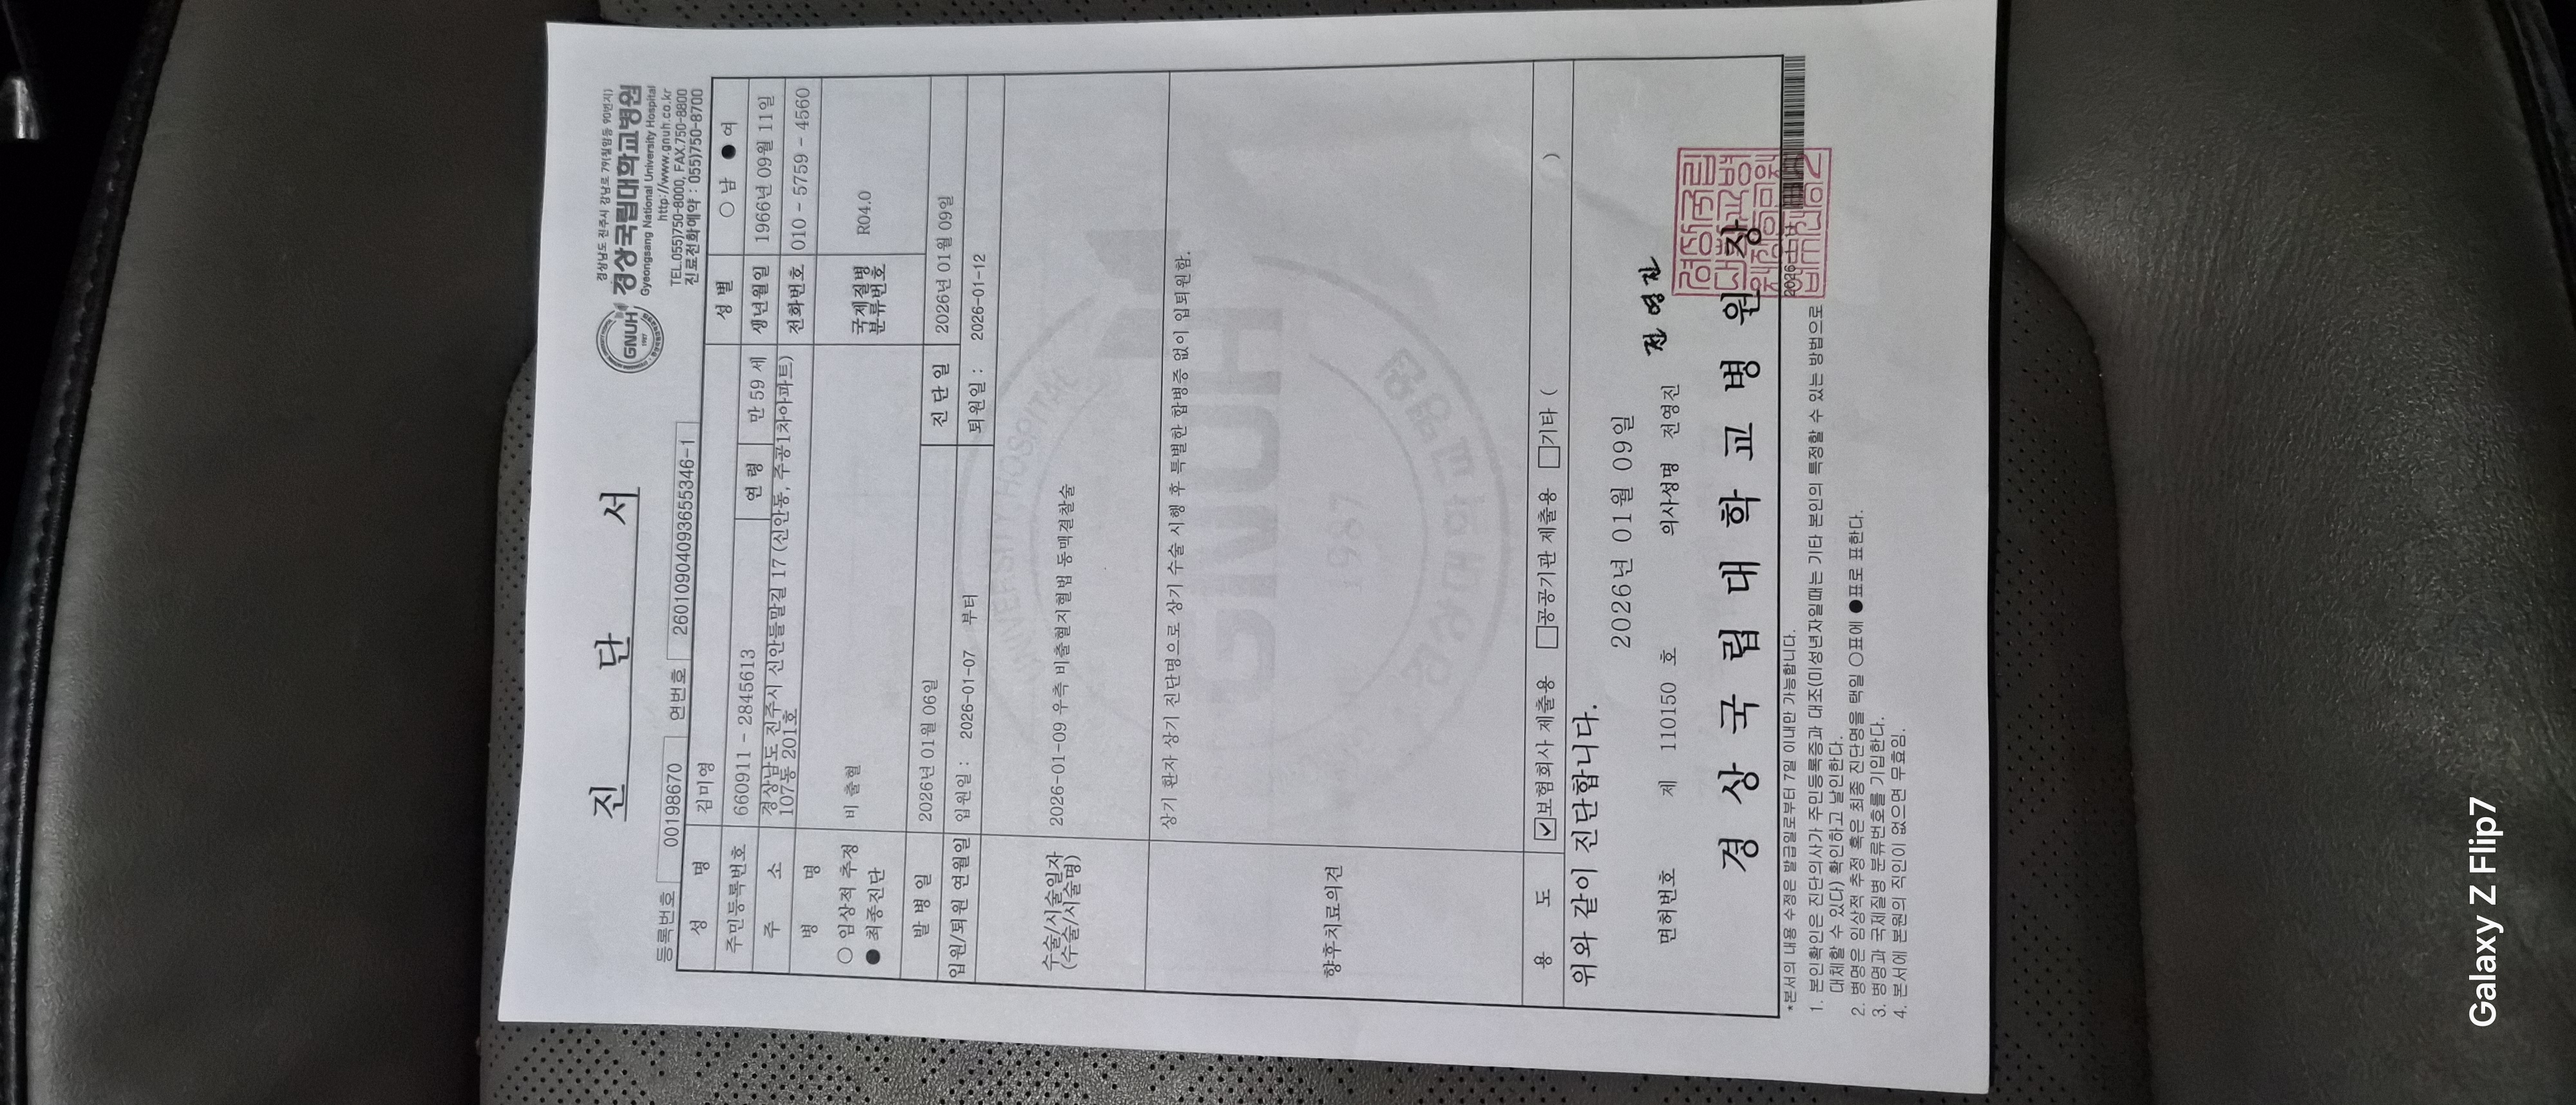 진 단 서
경상남도 진주시 강남로 79(칠암동 90번지)
GNUH
경상국립대학교병원
Gyeongsang National University Hospital
http://www.gnuh.co.kr
TEL.055)750-8000, FAX.750-8800
진료전화예약 : 055)750-8700
등록번호 00198670 연번호 26010904093655346-1
성 명 김미영 성 별 ○ 남 ● 여
주민등록번호 660911 - 2845613 연 령 만 59 세 생년월일 1966년 09월 11일
주 소 경상남도 진주시 신안들말길 17 (신안동, 주공1차아파트) 107동 201호 전화번호 010 - 5759 - 4560
병 명
○ 임상적 추정
● 최종진단
비 출혈
국제질병
분류번호
R04.0
발 병 일 2026년 01월 06일 진 단 일 2026년 01월 09일
입원/퇴원 연월일 입원일 : 2026-01-07 부터 퇴원일 : 2026-01-12
수술/시술일자
(수술/시술명)
2026-01-09 우측 비출혈지혈법 동맥결찰술
향후치료의견
상기 환자 상기 진단명으로 상기 수술 시행 후 특별한 합병증 없이 입퇴원함.
GNUH
1987
용 도 ☑보험회사 제출용 □공공기관 제출용 □기타 ( )
위와 같이 진단합니다.
2026년 01월 09일
면허번호 제 110150 호 의사성명 전영진 전영진
경 상 국 립 대 학 교 병 원 장
*본서의 내용 수정은 발급일로부터 7일 이내만 가능합니다.
1. 본인확인은 진단의사가 주민등록증과 대조(미성년자일때는 기타 본인의 특정할 수 있는 방법으로
대체할 수 있다) 확인하고 날인한다.
2. 병명은 임상적 추정 혹은 최종 진단명을 택일 ○표에 ●표로 표한다.
3. 병명과 국제질병 분류번호를 기입한다.
4. 본서에 본원의 직인이 없으면 무효임.
Galaxy Z Flip7